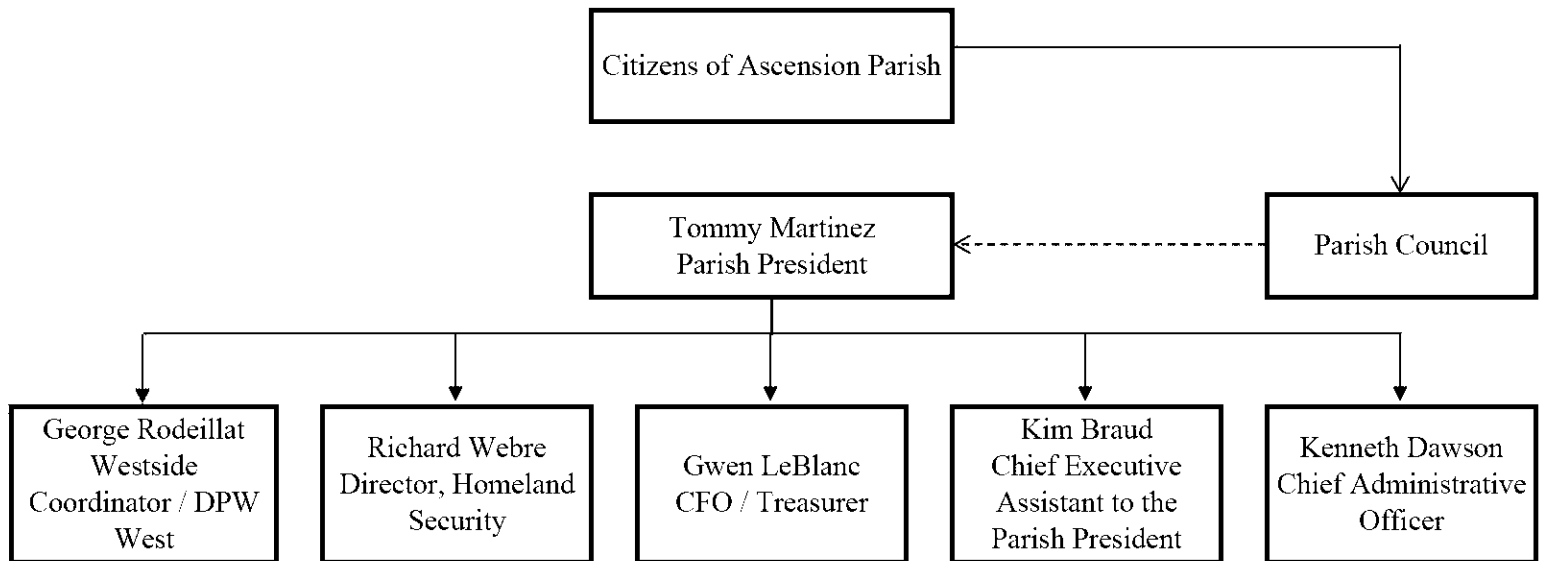 Citizens of Ascension Parish
Tommy Martinez
Parish President
Parish Council
George Rodeillat
Westside
Coordinator / DPW
West
Richard Webre
Director, Homeland
Security
Gwen LeBlanc
CFO / Treasurer
Kim Braud
Chief Executive
Assistant to the
Parish President
Kenneth Dawson
Chief Administrative
Officer